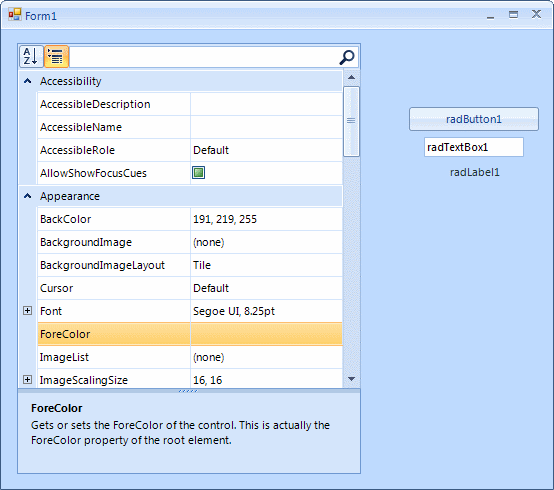 Form1
A
Z
Accessibility
AccessibleDescription
AccessibleName
AccessibleRole Default
AllowShowFocusCues
Appearance
BackColor 191, 219, 255
BackgroundImage (none)
BackgroundImageLayout Tile
Cursor Default
Font Segoe UI, 8.25pt
ForeColor
ImageList (none)
ImageScalingSize 16, 16
ForeColor
Gets or sets the ForeColor of the control. This is actually the
ForeColor property of the root element.
radButton1
radTextBox1
radLabel1